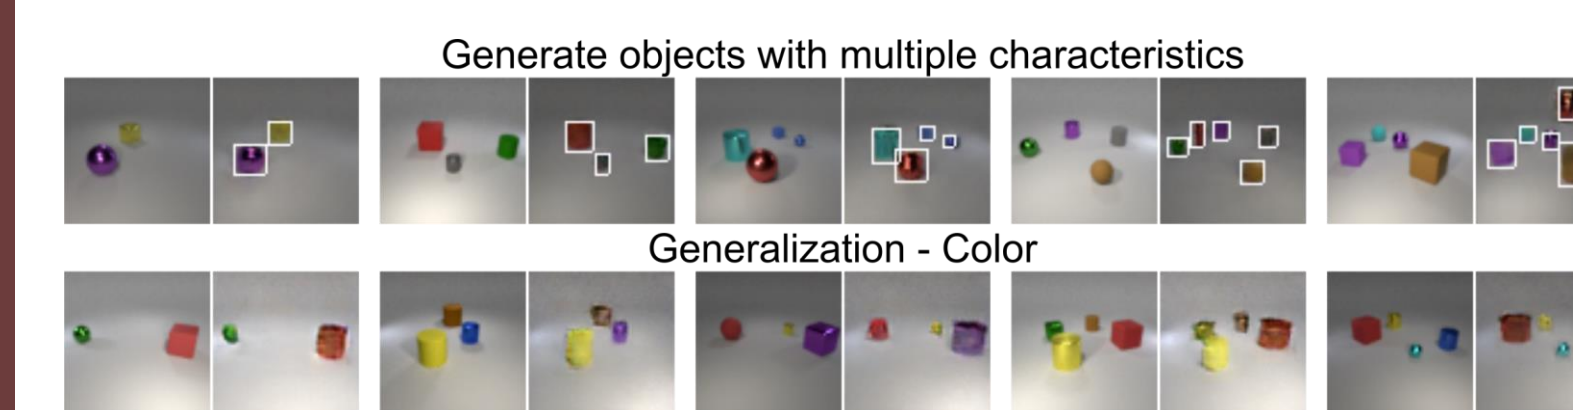 Generate objects with multiple characteristics
Generalization - Color